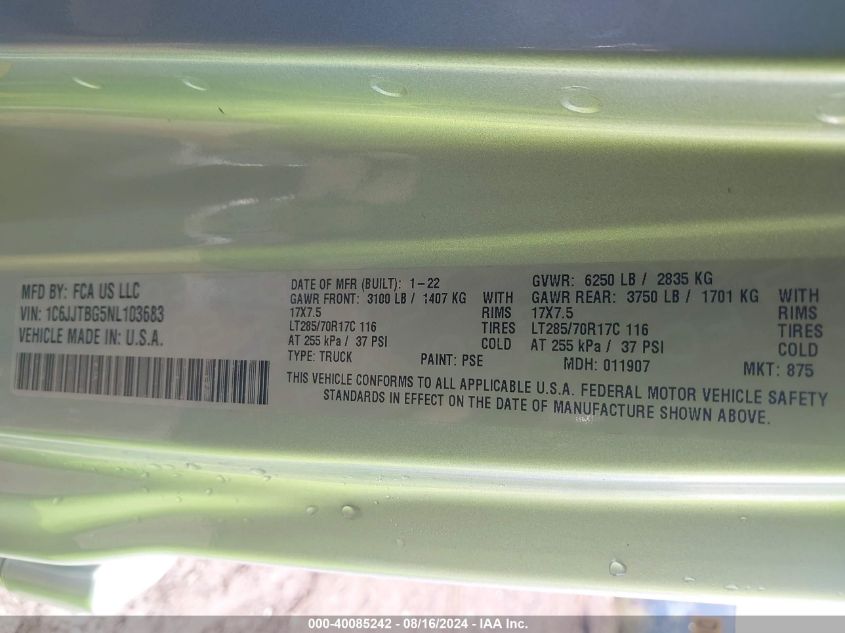 MFD BY: FCA US LLC
VIN: 1C6JJTBG5NL103683
VEHICLE MADE IN: U.S.A.
DATE OF MFR (BUILT): 1-22 GVWR: 6250 LB / 2835 KG
GAWR FRONT: 3100 LB / 1407 KG WITH GAWR REAR: 3750 LB / 1701 KG WITH
17X7.5 RIMS 17X7.5 RIMS
LT285/70R17C 116 TIRES LT285/70R17C 116 TIRES
AT 255 kPa / 37 PSI COLD AT 255 kPa / 37 PSI COLD
TYPE: TRUCK PAINT: PSE MDH: 011907 MKT: 875
THIS VEHICLE CONFORMS TO ALL APPLICABLE U.S.A. FEDERAL MOTOR VEHICLE SAFETY
STANDARDS IN EFFECT ON THE DATE OF MANUFACTURE SHOWN ABOVE.
000-40085242 - 08/16/2024 - IAA Inc.